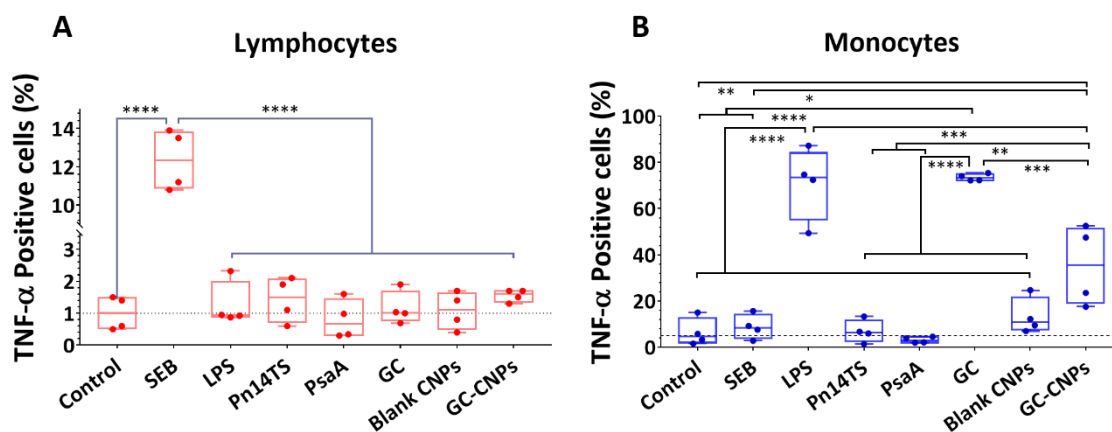 A
Lymphocytes
TNF-α Positive cells (%)
14
12
10
3
2
1
0
****
****
Control
SEB
LPS
Pn14TS
PsaA
GC
Blank CNPs
GC-CNPs
B
Monocytes
TNF-α Positive cells (%)
100
80
60
40
20
0
**
*
****
****
***
**
****
***
Control
SEB
LPS
Pn14TS
PsaA
GC
Blank CNPs
GC-CNPs